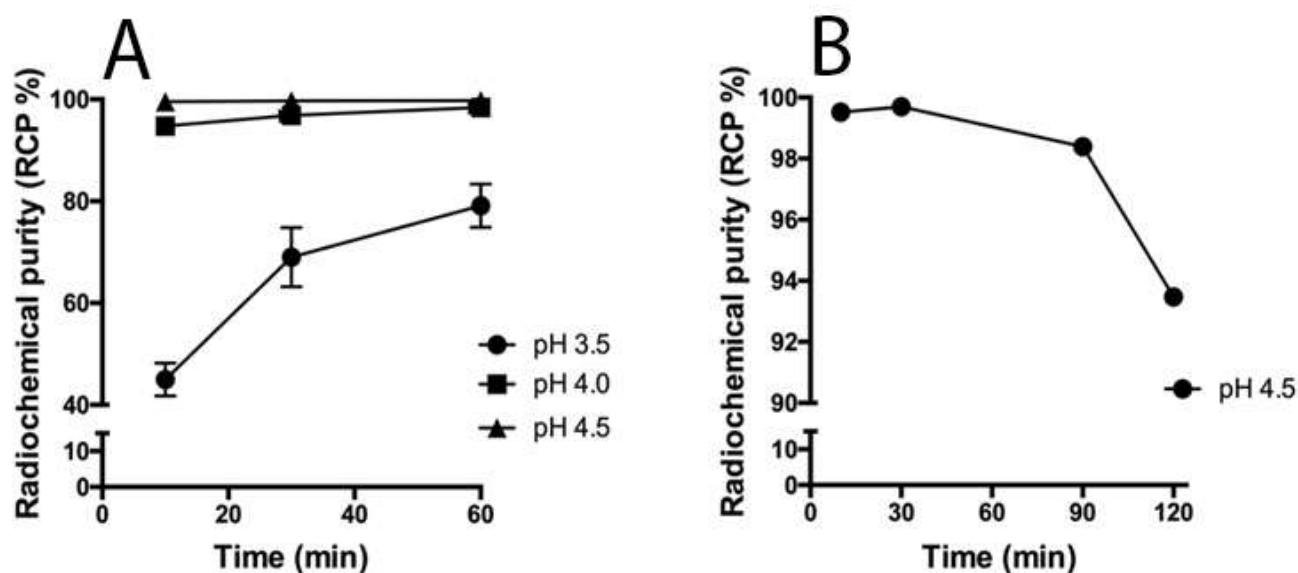 A
Radiochemical purity (RCP %)
100
80
60
40
10
0
0 20 40 60
Time (min)
pH 3.5
pH 4.0
pH 4.5
B
Radiochemical purity (RCP %)
100
98
96
94
92
90
10
0
0 30 60 90 120
Time (min)
pH 4.5